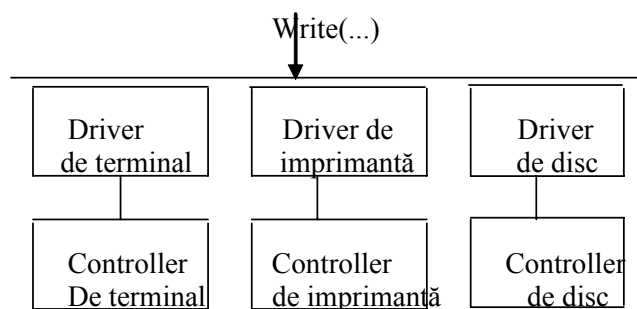 Write(...)
Driver
de terminal
Driver de
imprimantă
Driver
de disc
Controller
De terminal
Controller
de imprimantă
Controller
de disc